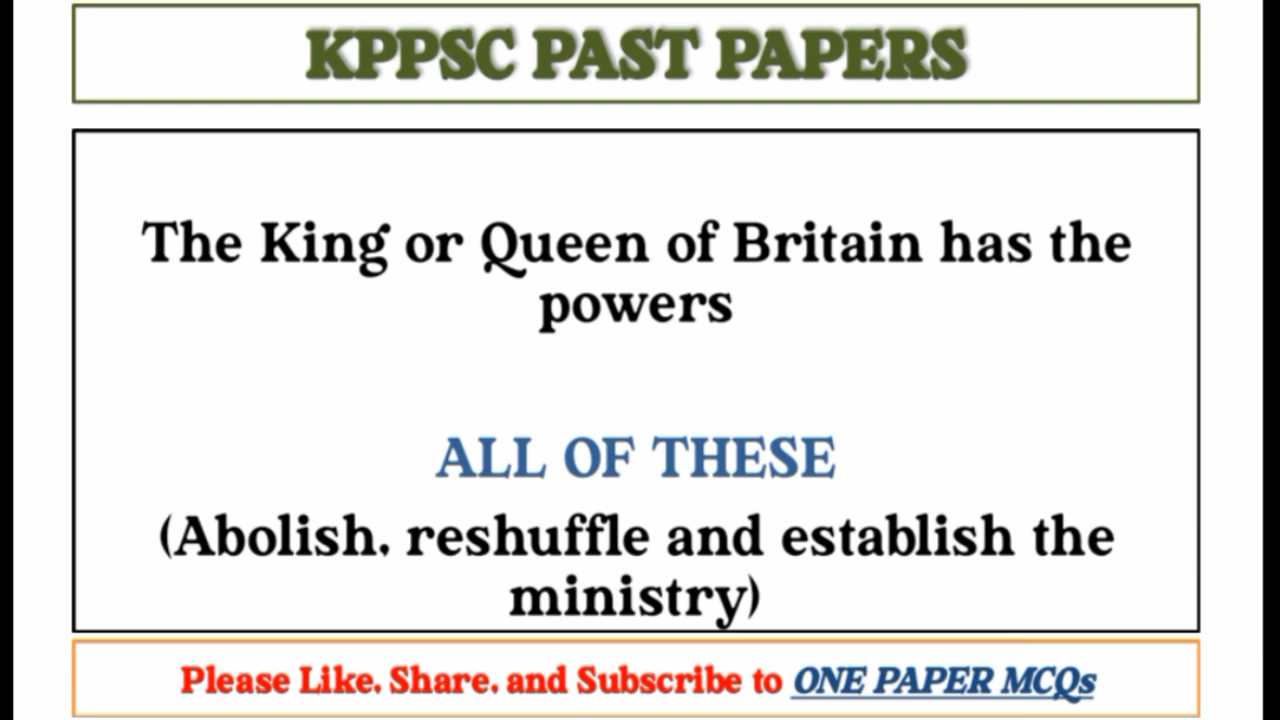 KPPSC PAST PAPERS
The King or Queen of Britain has the
powers
ALL OF THESE
(Abolish, reshuffle and establish the
ministry)
Please Like, Share, and Subscribe to ONE PAPER MCQs